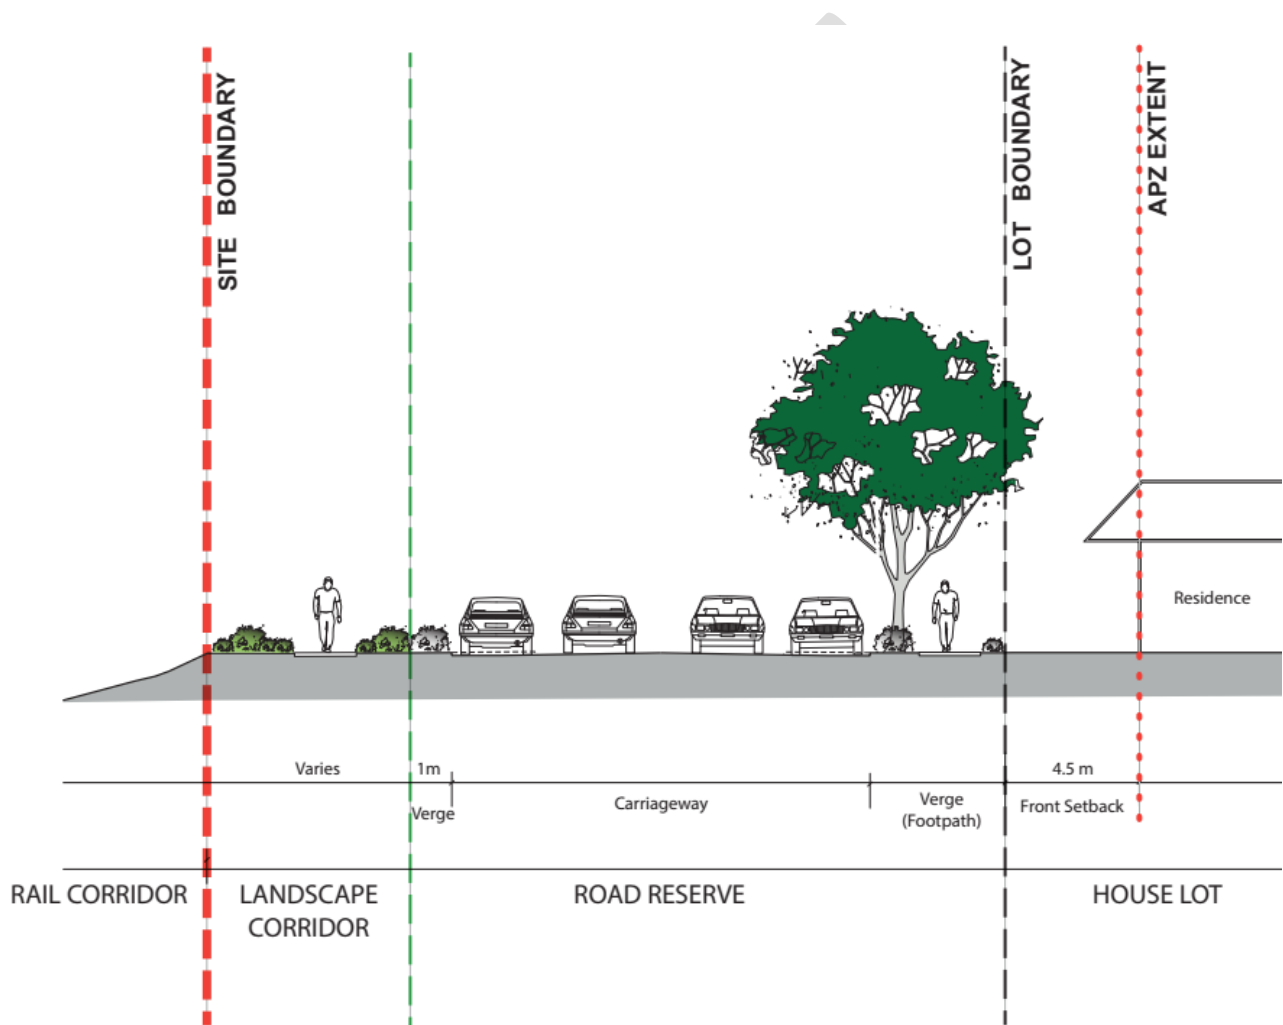 SITE BOUNDARY
LOT BOUNDARY
APZ EXTENT
Residence
Varies
1m
4.5 m
Verge
Carriageway
Verge
(Footpath)
Front Setback
RAIL CORRIDOR
LANDSCAPE
CORRIDOR
ROAD RESERVE
HOUSE LOT